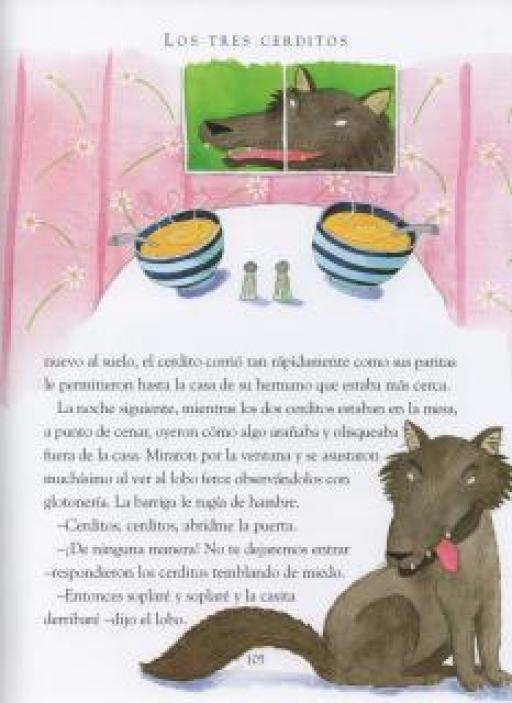 LOS TRES CERDITOS
nuevo al suelo, el cerdito corrió tan rápidamente como sus patitas
le permitieron hasta la casa de su hermano que estaba más cerca.
La noche siguiente, mientras los dos cerditos estaban en la mesa,
a punto de cenar, oyeron cómo algo arañaba y olisqueaba
fuera de la casa. Miraron por la ventana y se asustaron
muchísimo al ver al lobo feroz observándolos con
glotonería. La barriga le rugía de hambre.
–Cerditos, cerditos, abridme la puerta.
–¡De ninguna manera! No te dejaremos entrar
–respondieron los cerditos temblando de miedo.
–Entonces soplaré y soplaré y la casita
derribaré –dijo el lobo.
105